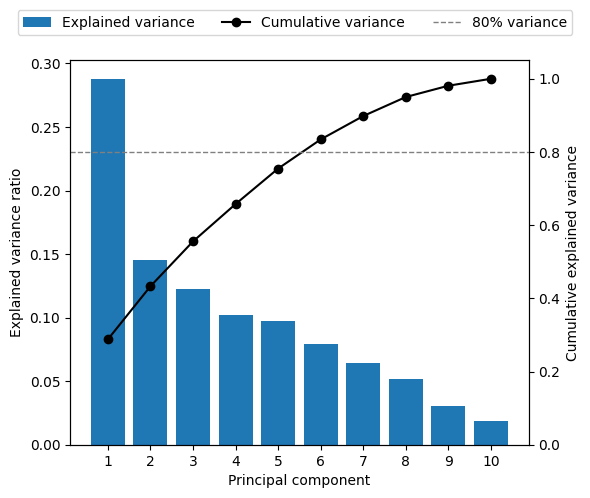 Explained variance
Cumulative variance
80% variance
0.30
0.25
0.20
0.15
0.10
0.05
0.00
Explained variance ratio
1.0
0.8
0.6
0.4
0.2
0.0
Cumulative explained variance
1 2 3 4 5 6 7 8 9 10
Principal component